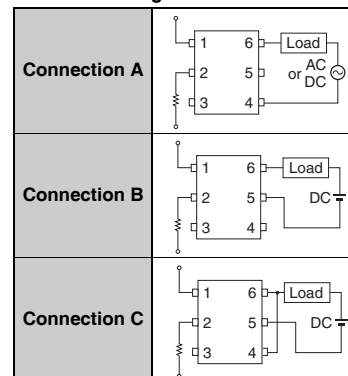 Connection A
1 6 Load
2 5 or AC DC
3 4
Connection B
1 6 Load
2 5 DC
3 4
Connection C
1 6 Load
2 5 DC
3 4